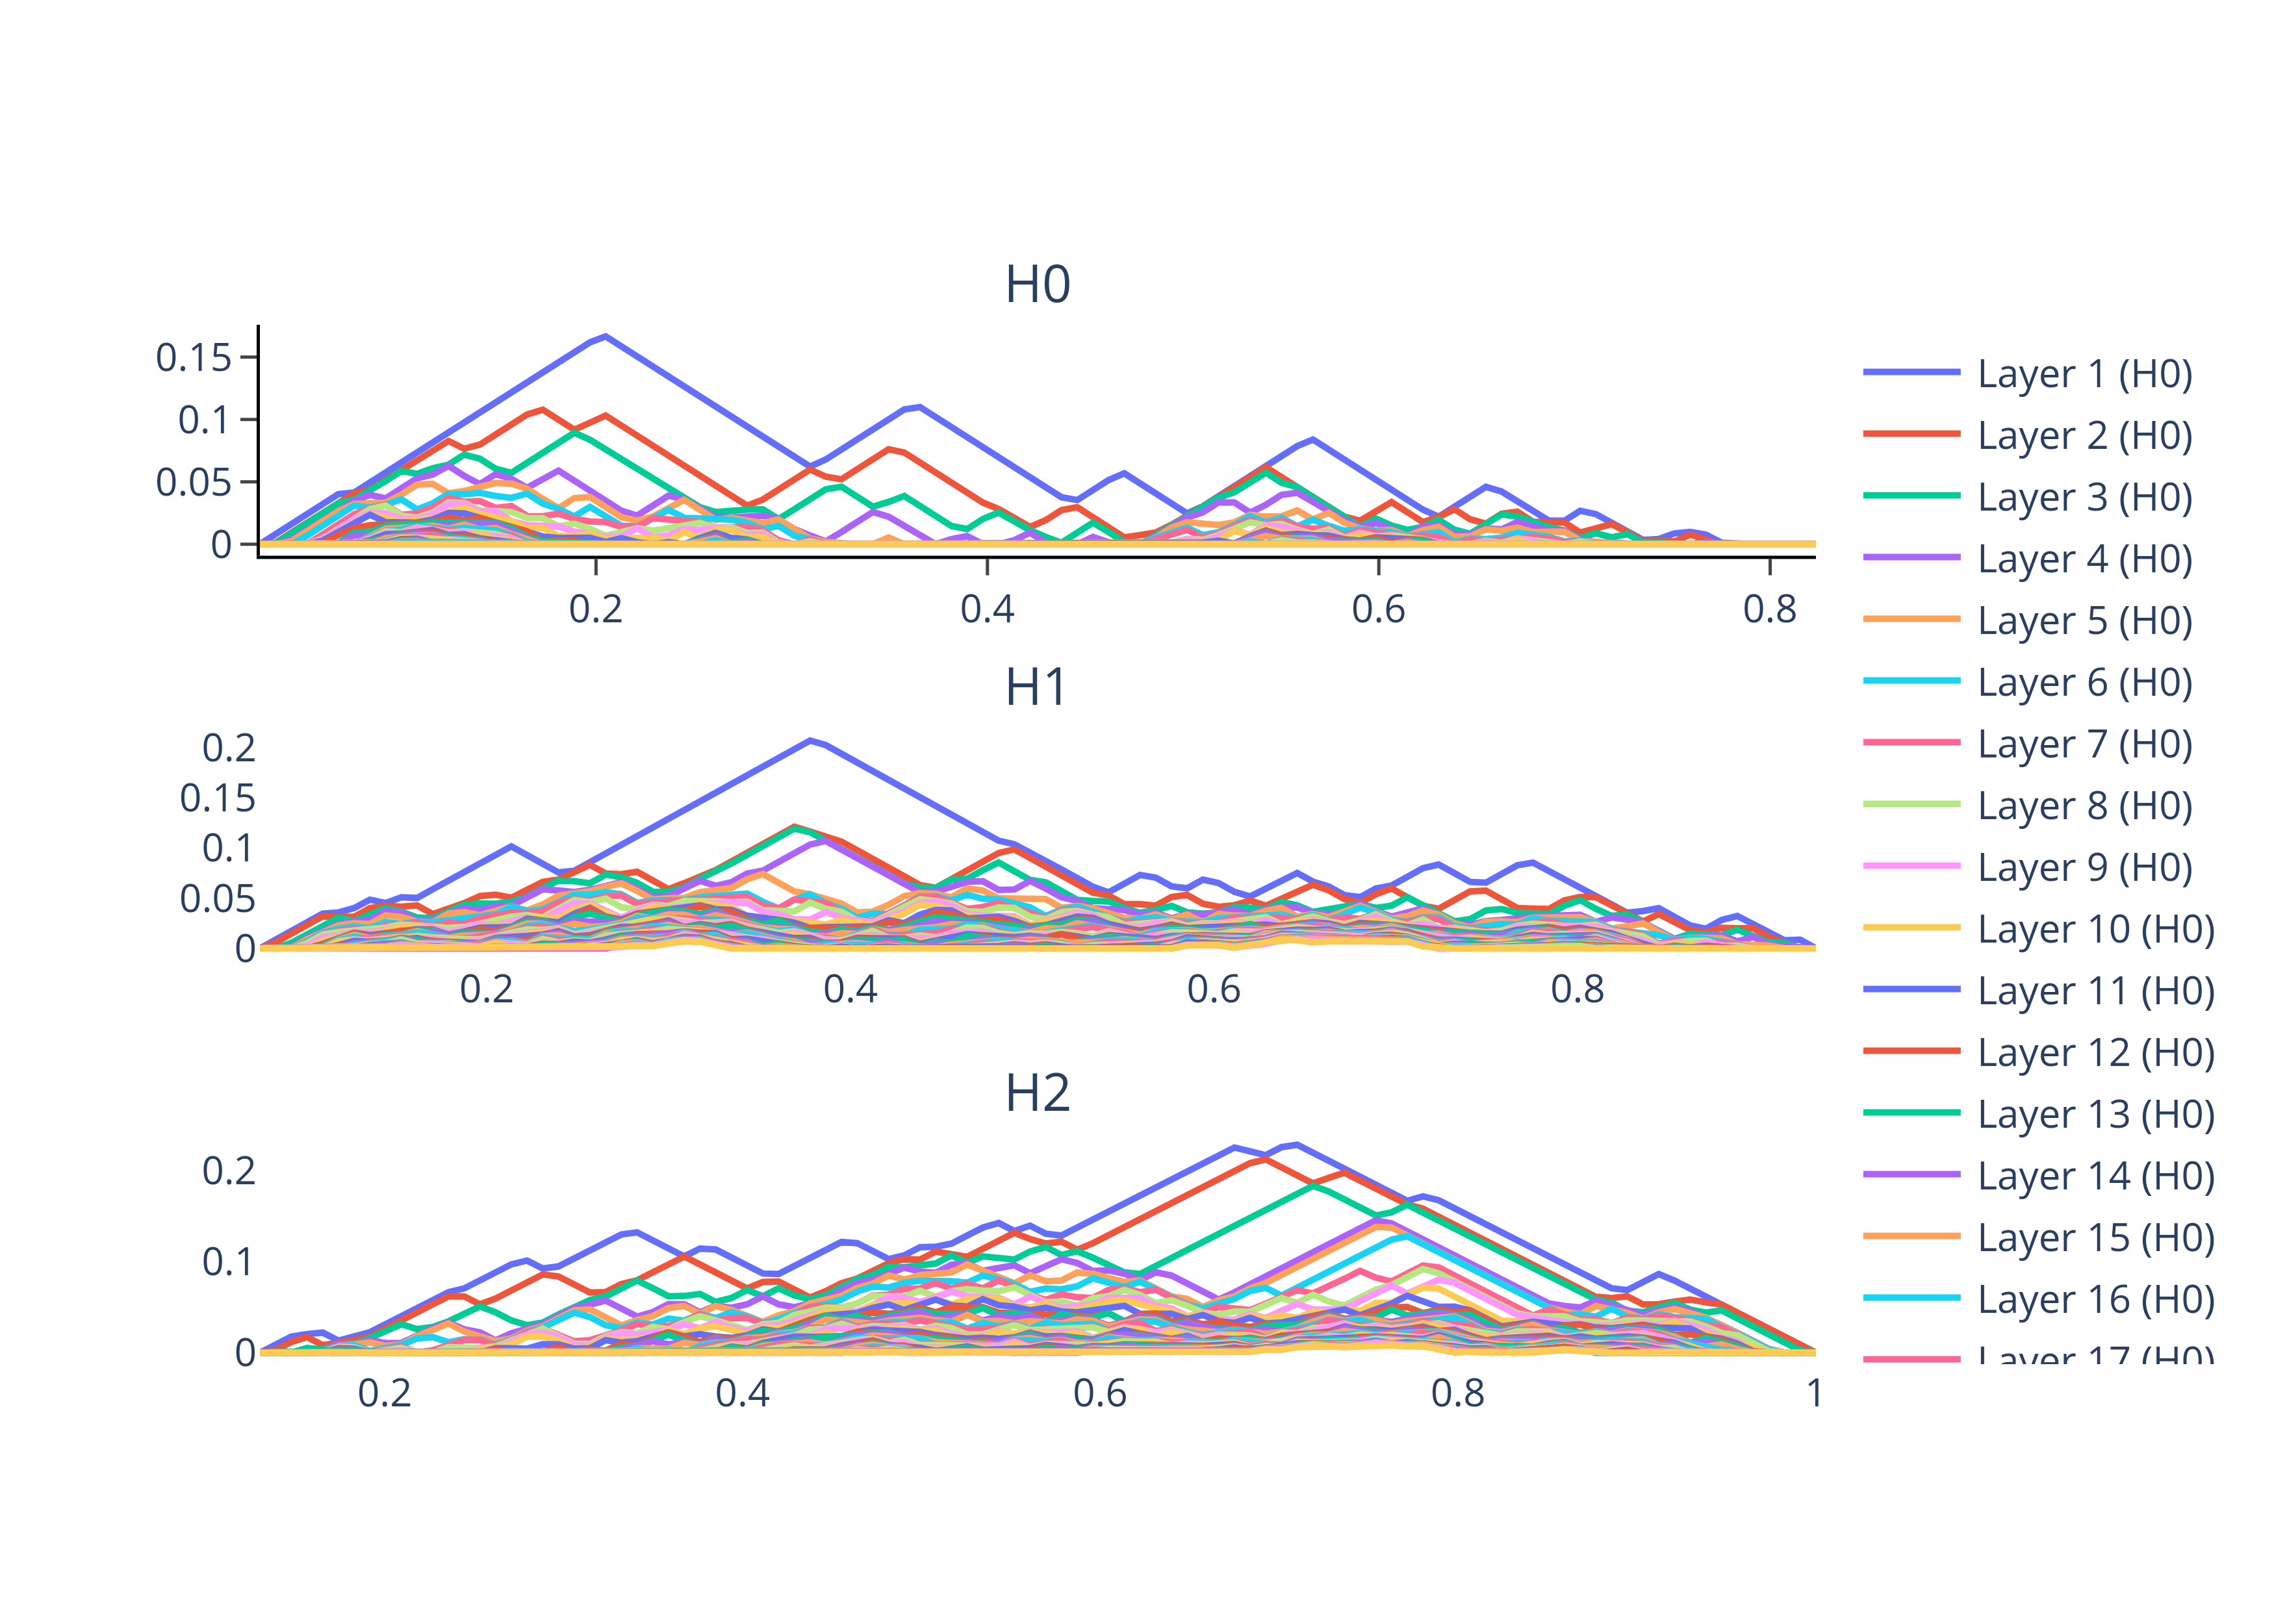 H0
0.15
0.1
0.05
0
0.2 0.4 0.6 0.8
H1
0.2
0.15
0.1
0.05
0
0.2 0.4 0.6 0.8
H2
0.2
0.1
0
0.2 0.4 0.6 0.8 1
Layer 1 (H0)
Layer 2 (H0)
Layer 3 (H0)
Layer 4 (H0)
Layer 5 (H0)
Layer 6 (H0)
Layer 7 (H0)
Layer 8 (H0)
Layer 9 (H0)
Layer 10 (H0)
Layer 11 (H0)
Layer 12 (H0)
Layer 13 (H0)
Layer 14 (H0)
Layer 15 (H0)
Layer 16 (H0)
Layer 17 (H0)